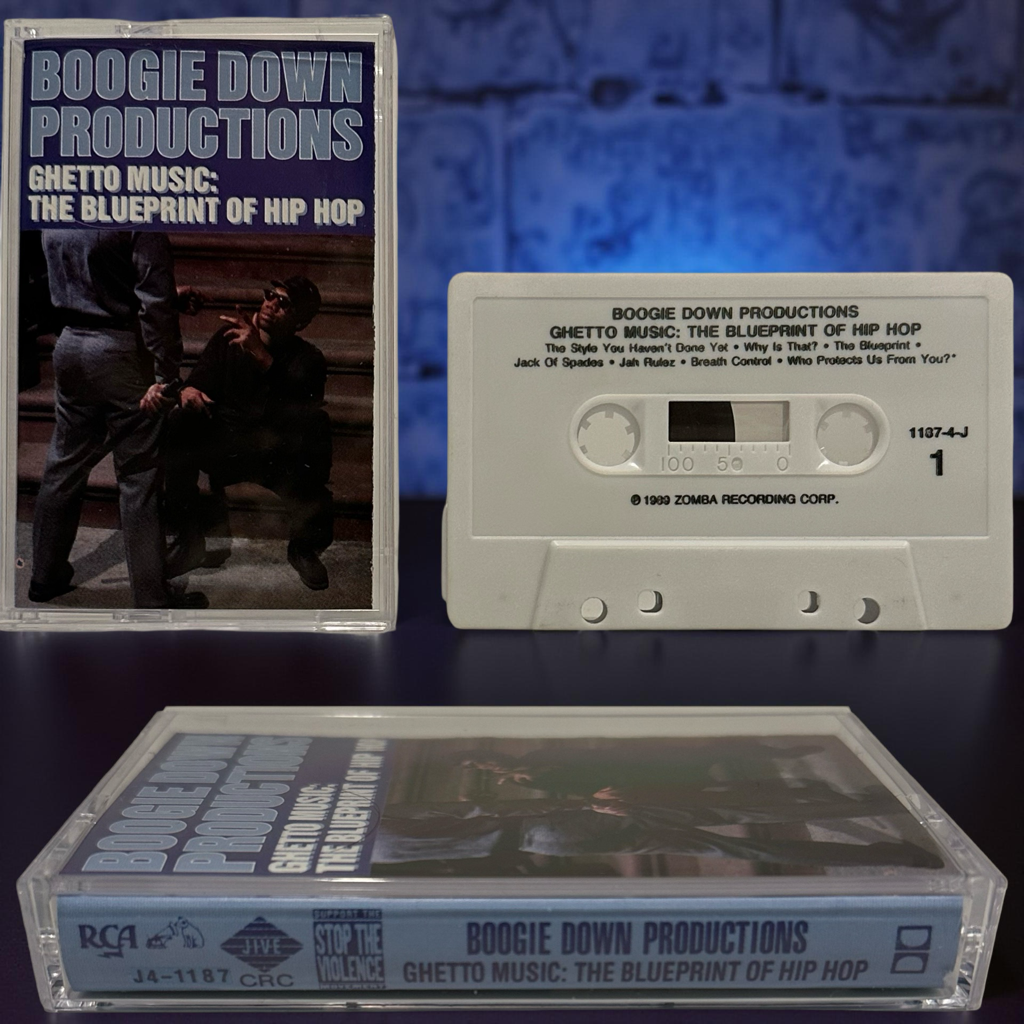 BOOGIE DOWN
PRODUCTIONS
GHETTO MUSIC:
THE BLUEPRINT OF HIP HOP
BOOGIE DOWN PRODUCTIONS
GHETTO MUSIC: THE BLUEPRINT OF HIP HOP
The Style You Haven't Done Yet • Why Is That? • The Blueprint •
Jack Of Spades • Jah Rulez • Breath Control • Who Protects Us From You?*
1187-4-J
1
100 50 0
℗ 1989 ZOMBA RECORDING CORP.
BOOGIE DOWN
PRODUCTIONS
GHETTO MUSIC:
THE BLUEPRINT OF HIP HOP
RCA
J4-1187
JIVE
CRC
SUPPORT THE
STOP THE
VIOLENCE
MOVEMENT
BOOGIE DOWN PRODUCTIONS
GHETTO MUSIC: THE BLUEPRINT OF HIP HOP